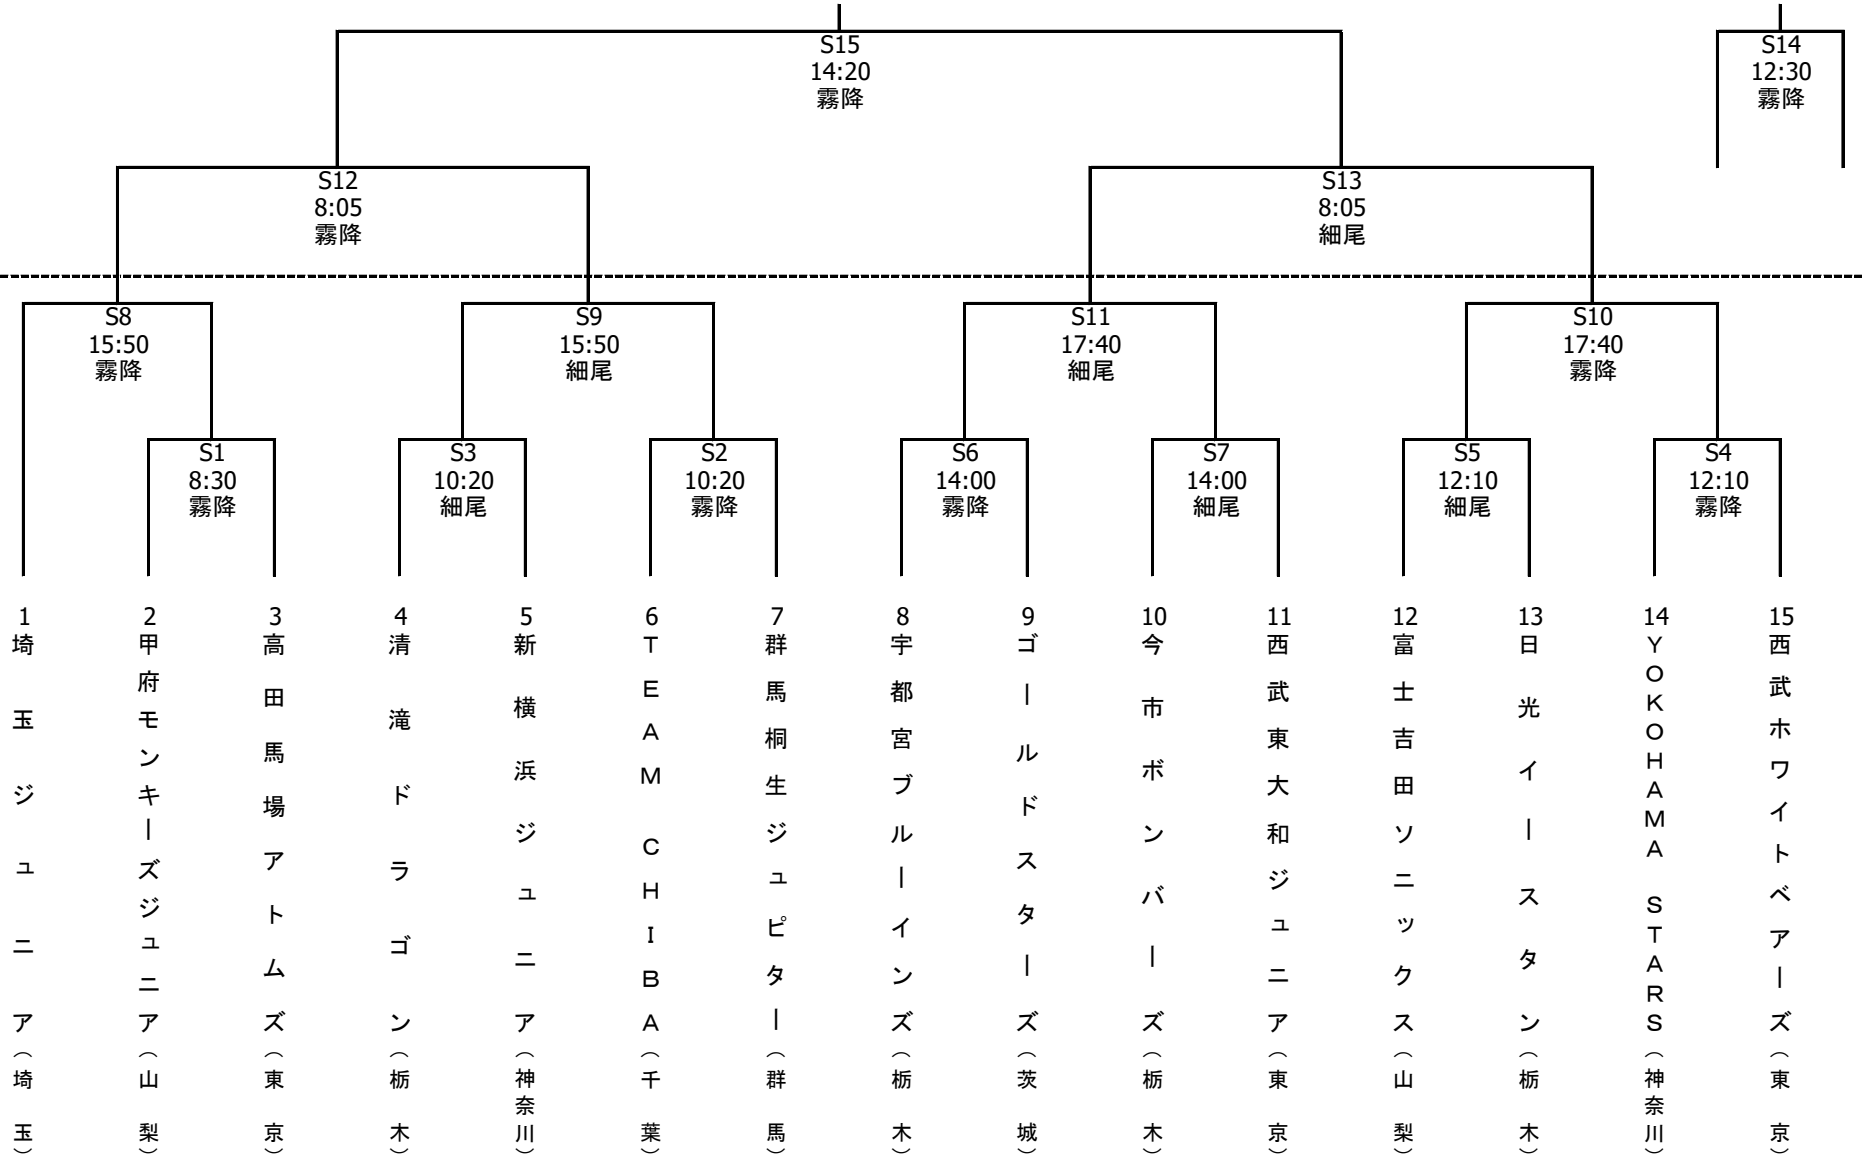 S15
14:20
霧降
S14
12:30
霧降
S12
8:05
霧降
S13
8:05
細尾
S8
15:50
霧降
S9
15:50
細尾
S11
17:40
細尾
S10
17:40
霧降
S1
8:30
霧降
S3
10:20
細尾
S2
10:20
霧降
S6
14:00
霧降
S7
14:00
細尾
S5
12:10
細尾
S4
12:10
霧降
1
埼玉ジュニア（埼玉）
2
甲府モンキーズジュニア（山梨）
3
高田馬場アトムズ（東京）
4
清滝ドラゴン（栃木）
5
新横浜ジュニア（神奈川）
6
ＴＥＡＭ　ＣＨＩＢＡ（千葉）
7
群馬桐生ジュピター（群馬）
8
宇都宮ブルーインズ（栃木）
9
ゴールドスターズ（茨城）
10
今市ボンバーズ（栃木）
11
西武東大和ジュニア（東京）
12
富士吉田ソニックス（山梨）
13
日光イースタン（栃木）
14
ＹＯＫＯＨＡＭＡ　ＳＴＡＲＳ（神奈川）
15
西武ホワイトベアーズ（東京）